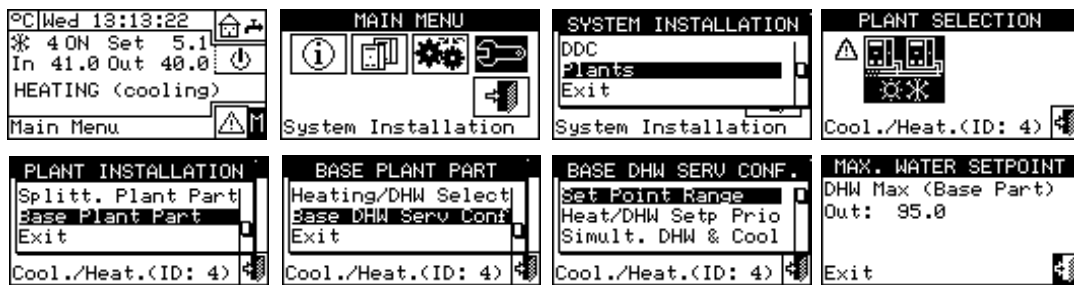 °C Wed 13:13:22
4 ON Set 5.1
In 41.0 Out 40.0
HEATING (cooling)
Main Menu
M
MAIN MENU
System Installation
SYSTEM INSTALLATION
DDC
Plants
Exit
System Installation
PLANT SELECTION
Cool./Heat.(ID: 4)
PLANT INSTALLATION
Splitt. Plant Part
Base Plant Part
Exit
Cool./Heat.(ID: 4)
BASE PLANT PART
Heating/DHW Select
Base DHW Serv Conf
Exit
Cool./Heat.(ID: 4)
BASE DHW SERV CONF.
Set Point Range
Heat/DHW Setp Prio
Simult. DHW & Cool
Cool./Heat.(ID: 4)
MAX. WATER SETPOINT
DHW Max (Base Part)
Out: 95.0
Exit